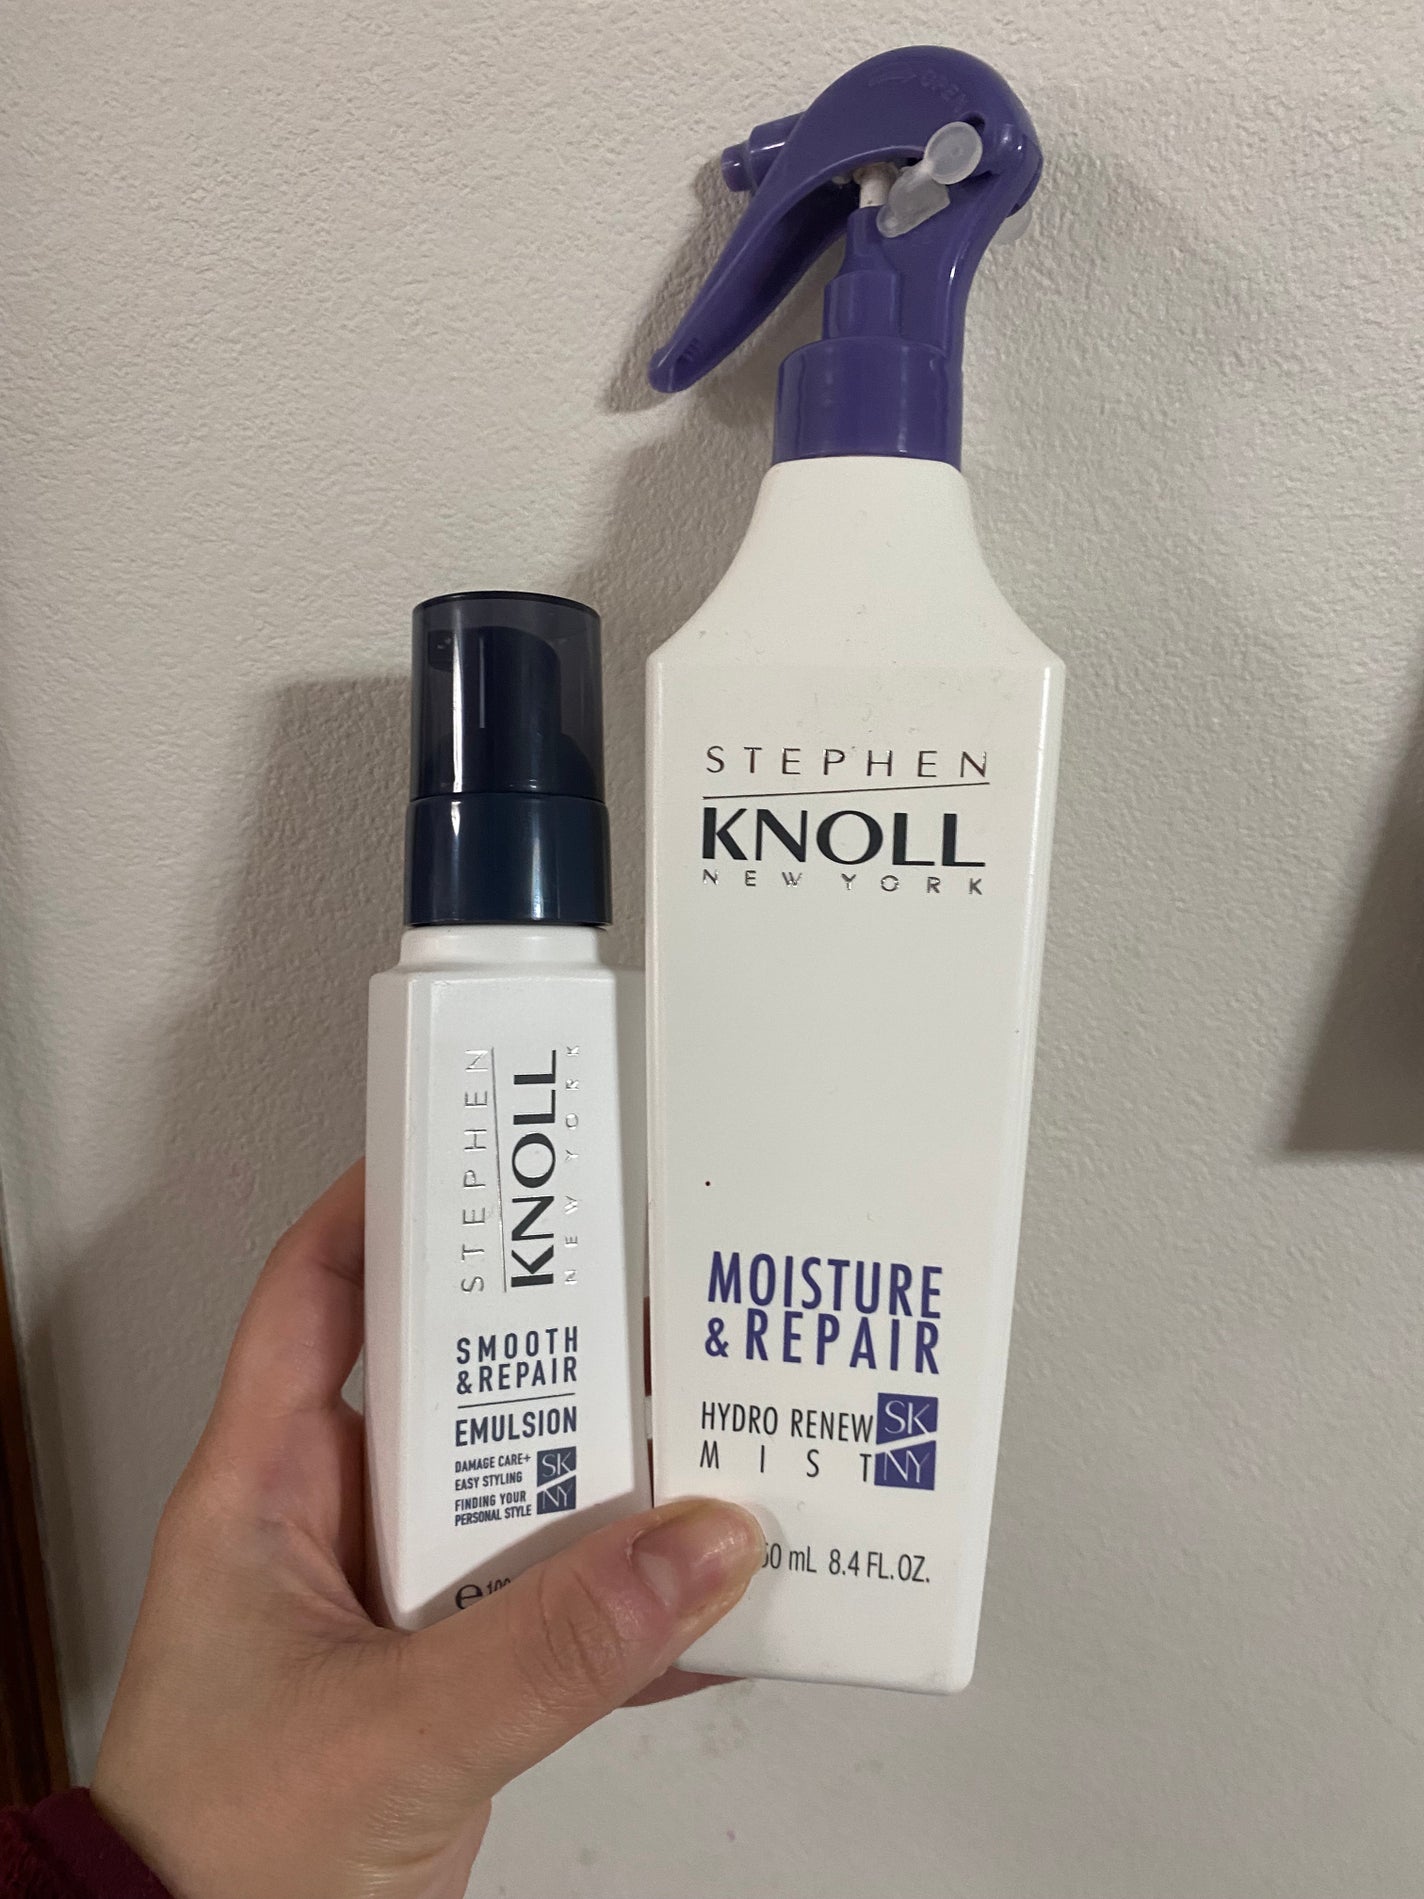 OPEN
STEPHEN
KNOLL
NEW YORK
SMOOTH
&REPAIR
EMULSION
DAMAGE CARE+
EASY STYLING
FINDING YOUR
PERSONAL STYLE
SK
NY
e
STEPHEN
KNOLL
NEW YORK
MOISTURE
& REPAIR
HYDRO RENEW
MIST
SK
NY
mL 8.4 FL.OZ.